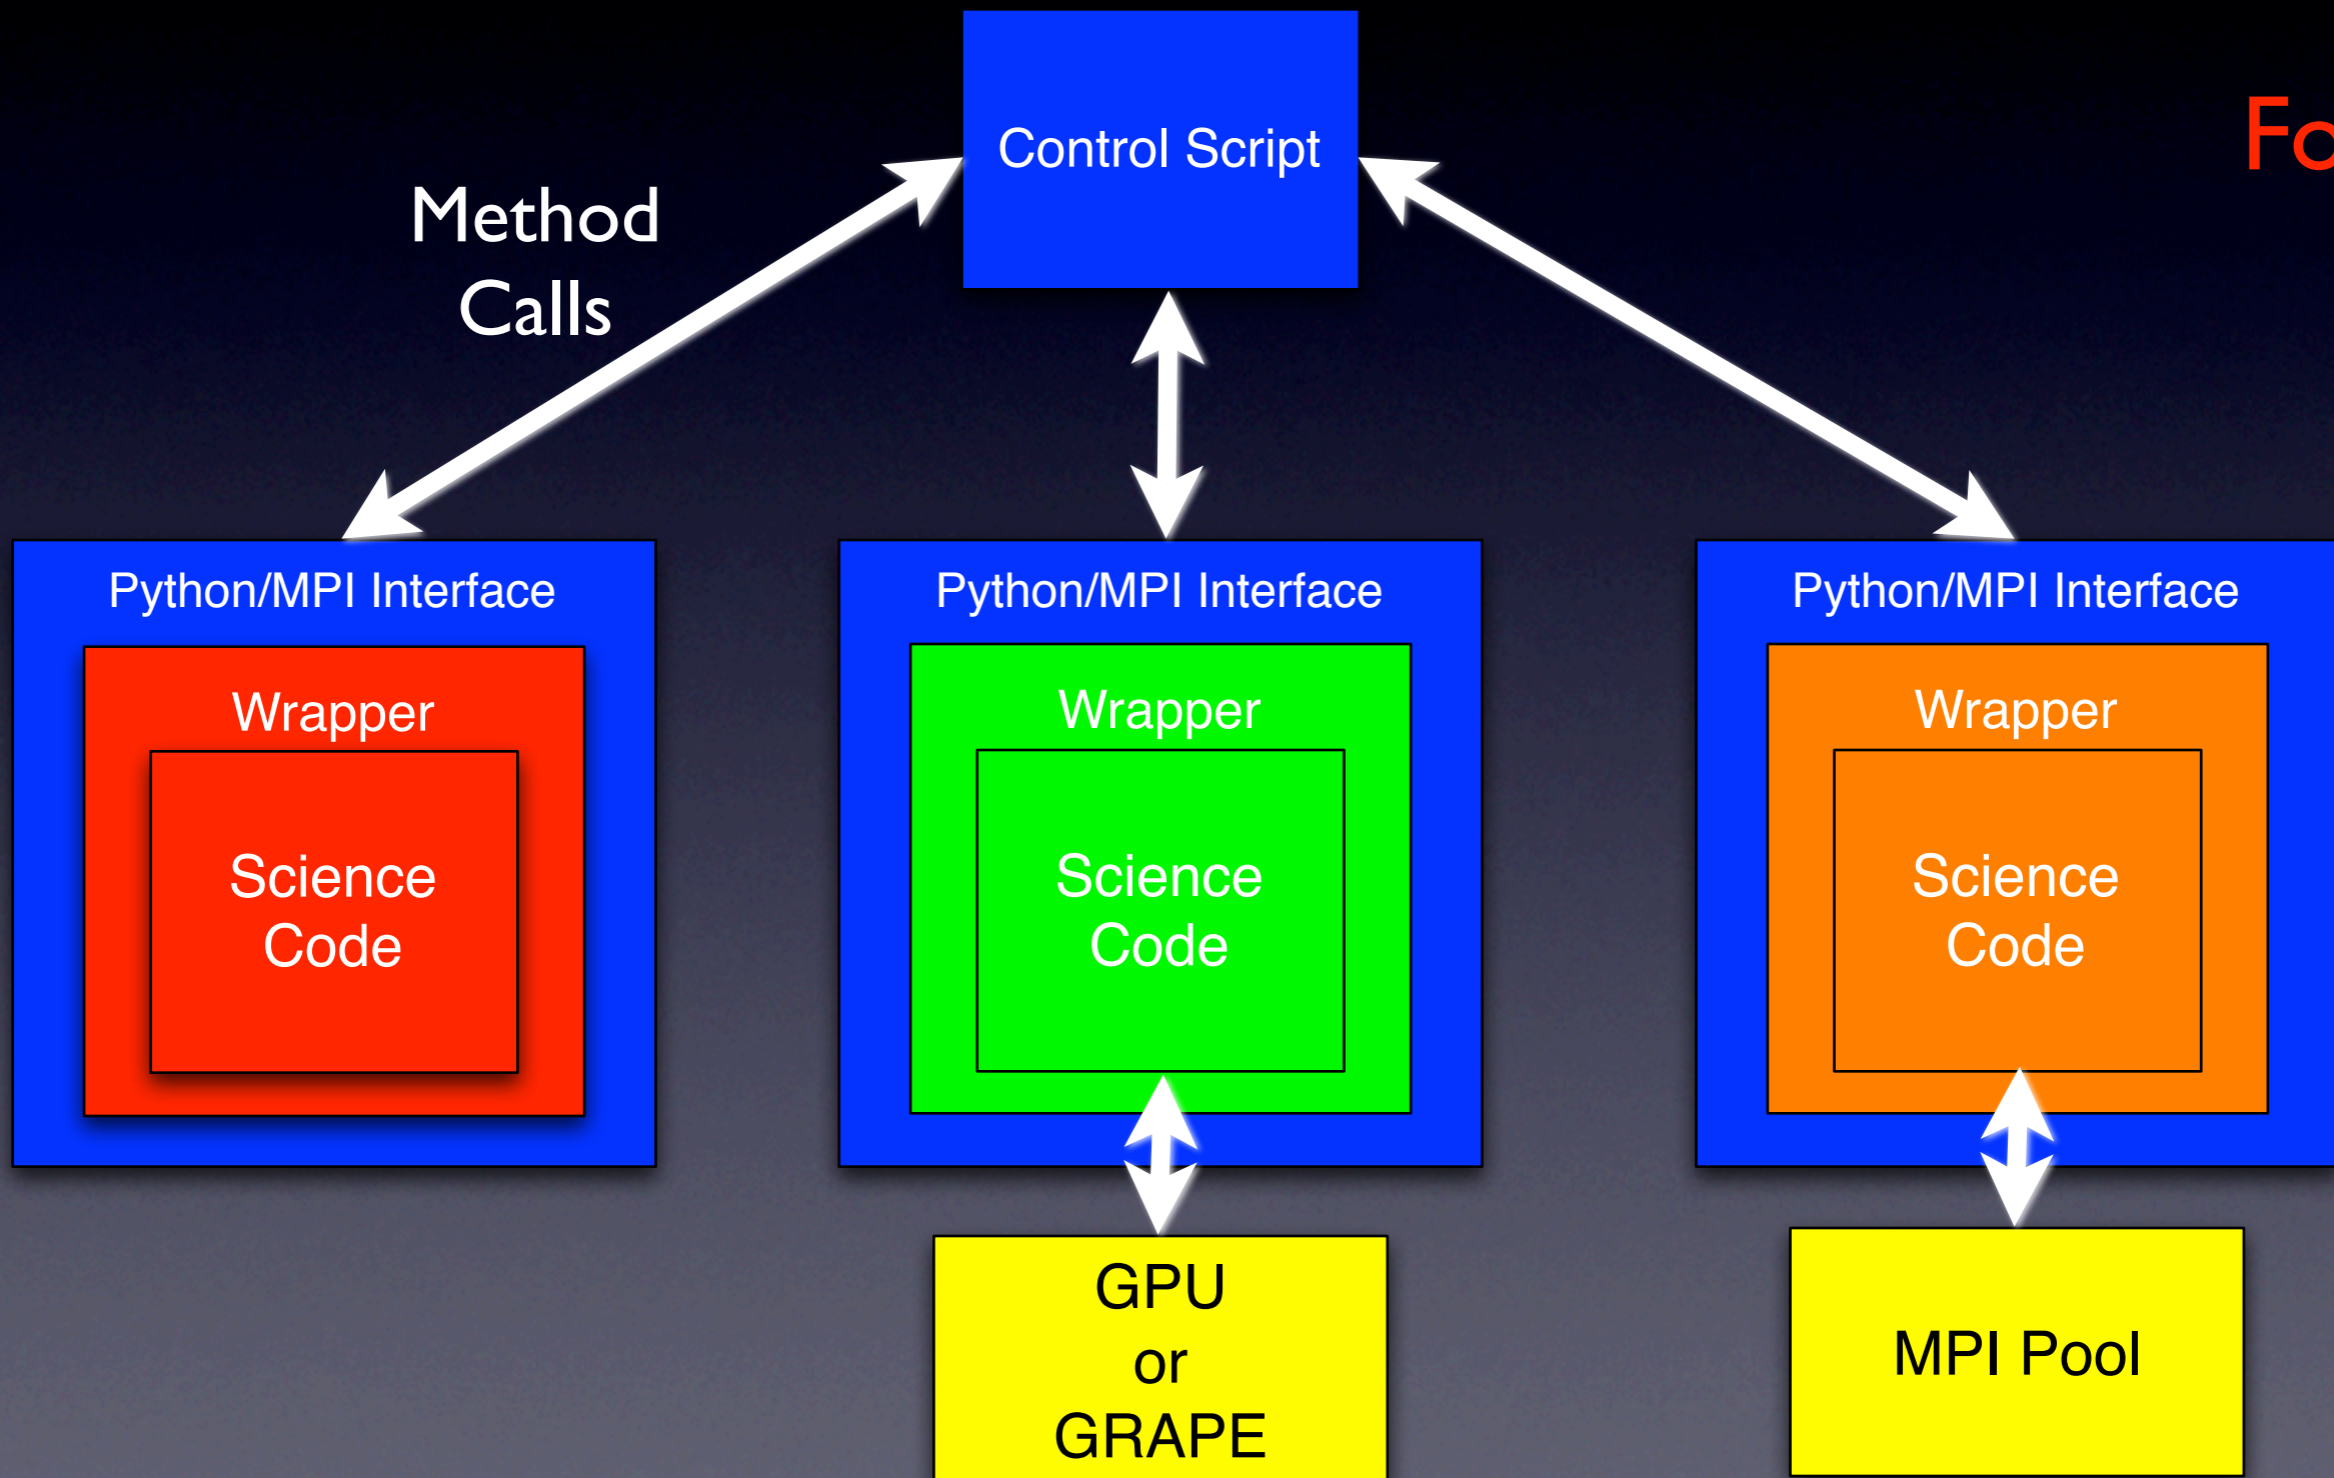 Control Script
Method
Calls
Python/MPI Interface
Wrapper
Science
Code
Python/MPI Interface
Wrapper
Science
Code
Python/MPI Interface
Wrapper
Science
Code
GPU
or
GRAPE
MPI Pool